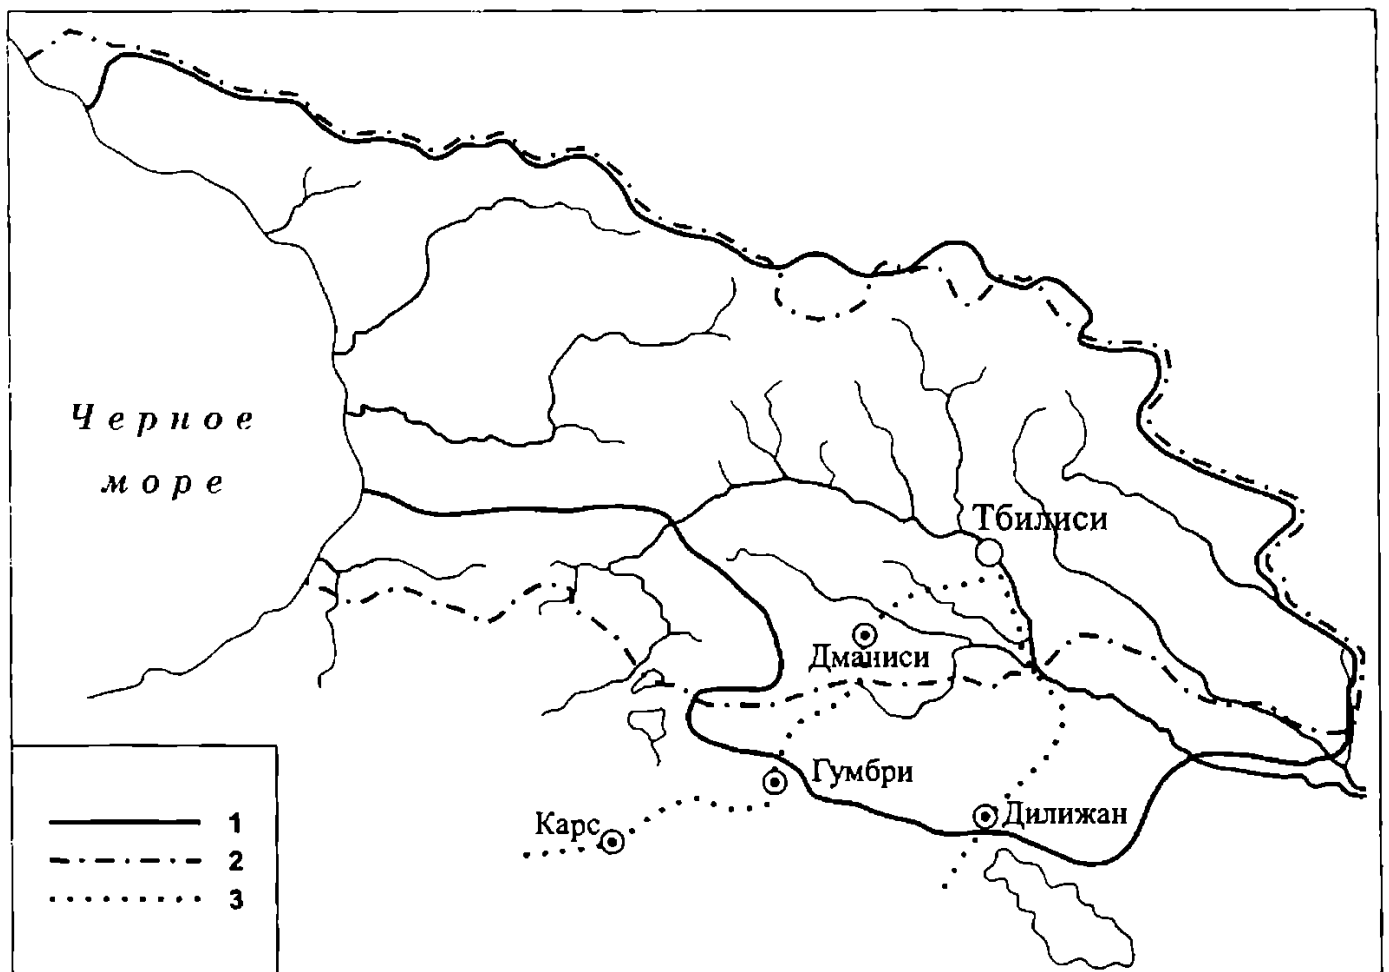 Черное
море
Тбилиси
Дманиси
Гумбри
Карс
Дилижан
1
2
3